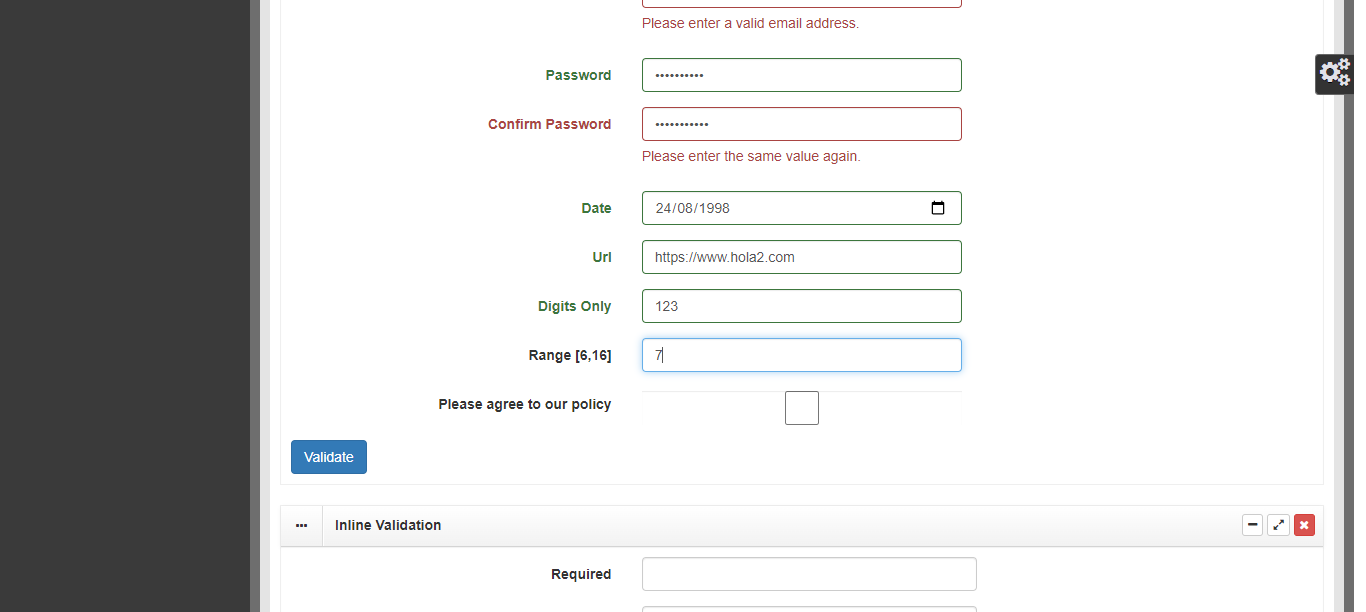 Please enter a valid email address.
Password ••••••••••
Confirm Password •••••••••••
Please enter the same value again.
Date 24/08/1998
Url https://www.hola2.com
Digits Only 123
Range [6,16] 7
Please agree to our policy
Validate
Inline Validation
Required